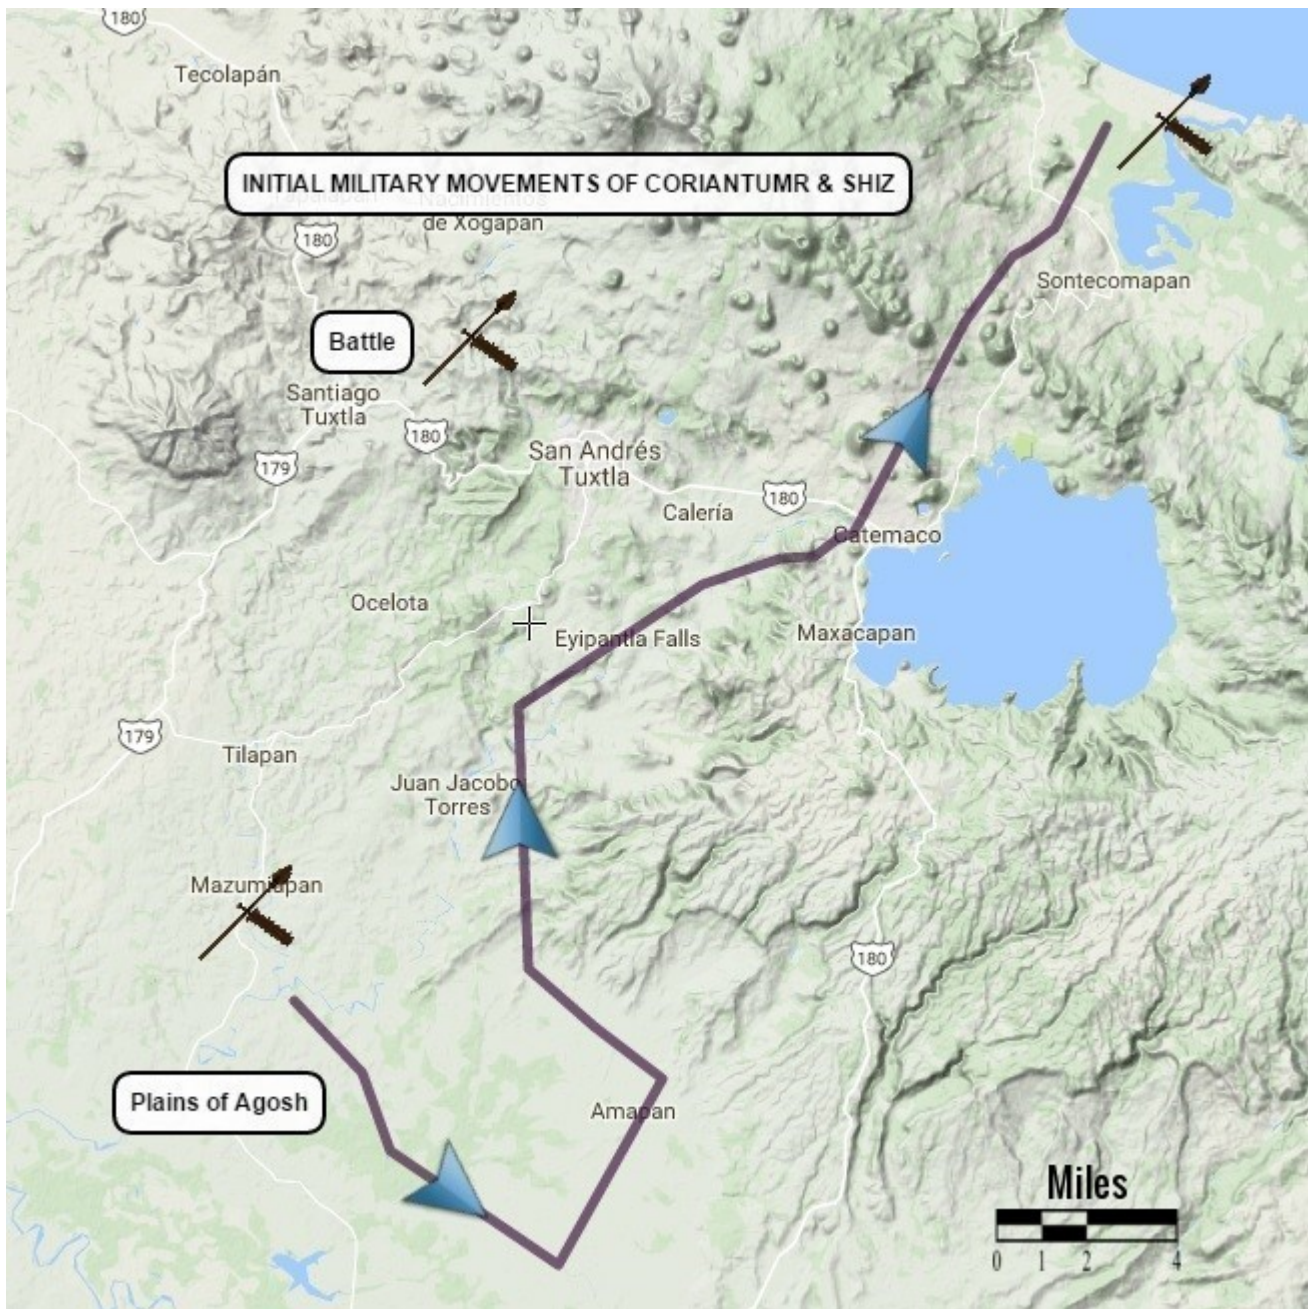 180
Tecolapán
INITIAL MILITARY MOVEMENTS OF CORIANTUMR & SHIZ
de Xogapan
180
Sontecomapan
Battle
Santiago
Tuxtla
180
San Andrés
Tuxtla
179
180
Calería
Catemaco
Ocelota
Eyipantla Falls
Maxacapan
179
Tilapan
Juan Jacobo
Torres
Mazumiapan
180
Plains of Agosh
Amapan
Miles
0 1 2 4